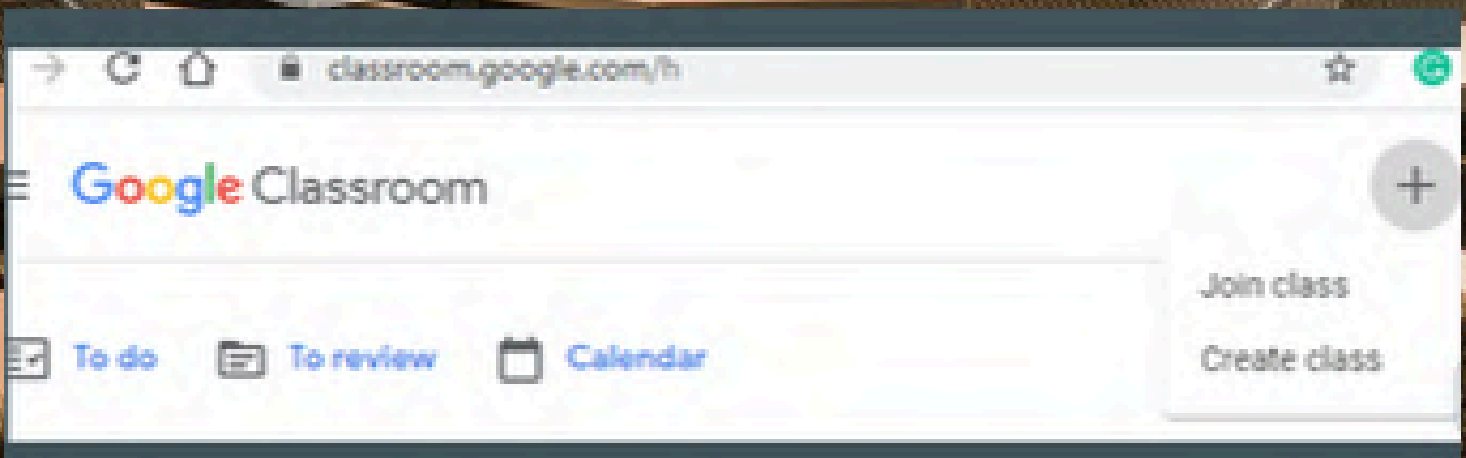 classroom.google.com/h
Google Classroom
Join class
To do To review Calendar
Create class